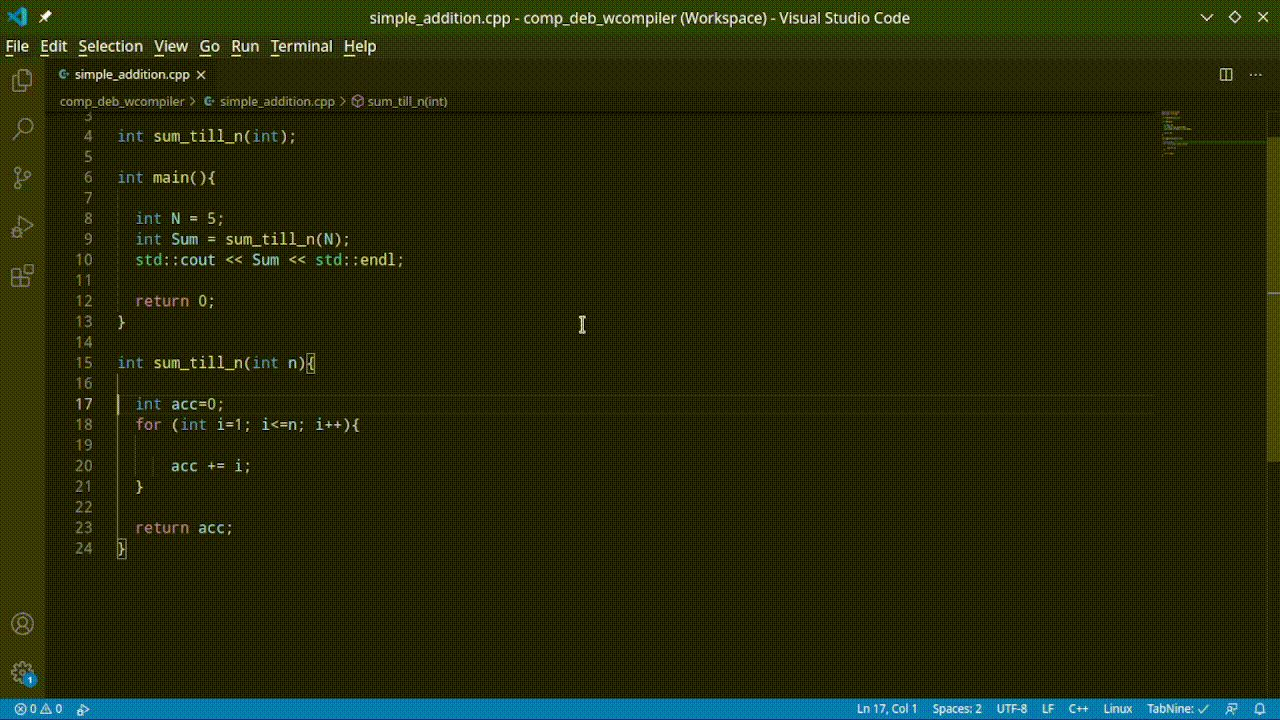 simple_addition.cpp - comp_deb_wcompiler (Workspace) - Visual Studio Code
File Edit Selection View Go Run Terminal Help
simple_addition.cpp
comp_deb_wcompiler > simple_addition.cpp > sum_till_n(int)
3
4 int sum_till_n(int);
5
6 int main(){
7
8 int N = 5;
9 int Sum = sum_till_n(N);
10 std::cout << Sum << std::endl;
11
12 return 0;
13 }
14
15 int sum_till_n(int n){
16
17 int acc=0;
18 for (int i=1; i<=n; i++){
19
20 acc += i;
21 }
22
23 return acc;
24 }
1
0 0 Ln 17, Col 1 Spaces: 2 UTF-8 LF C++ Linux TabNine: ✓